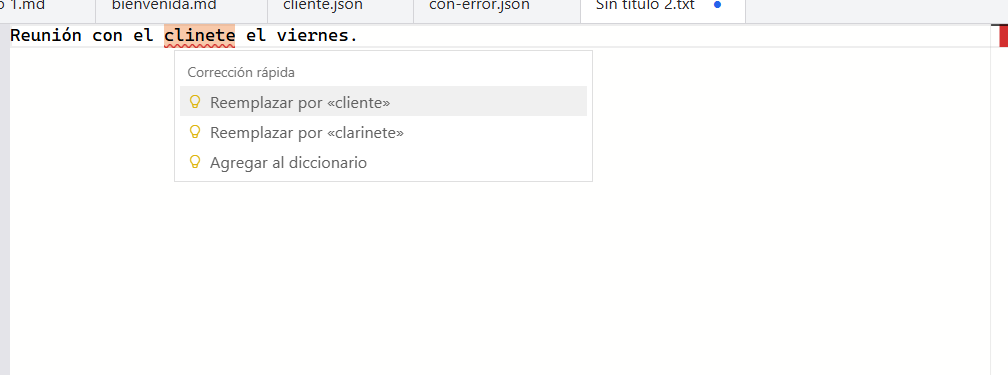 1.md bienvenida.md cliente.json con-error.json Sin título 2.txt
Reunión con el clinete el viernes.
Corrección rápida
Reemplazar por «cliente»
Reemplazar por «clarinete»
Agregar al diccionario